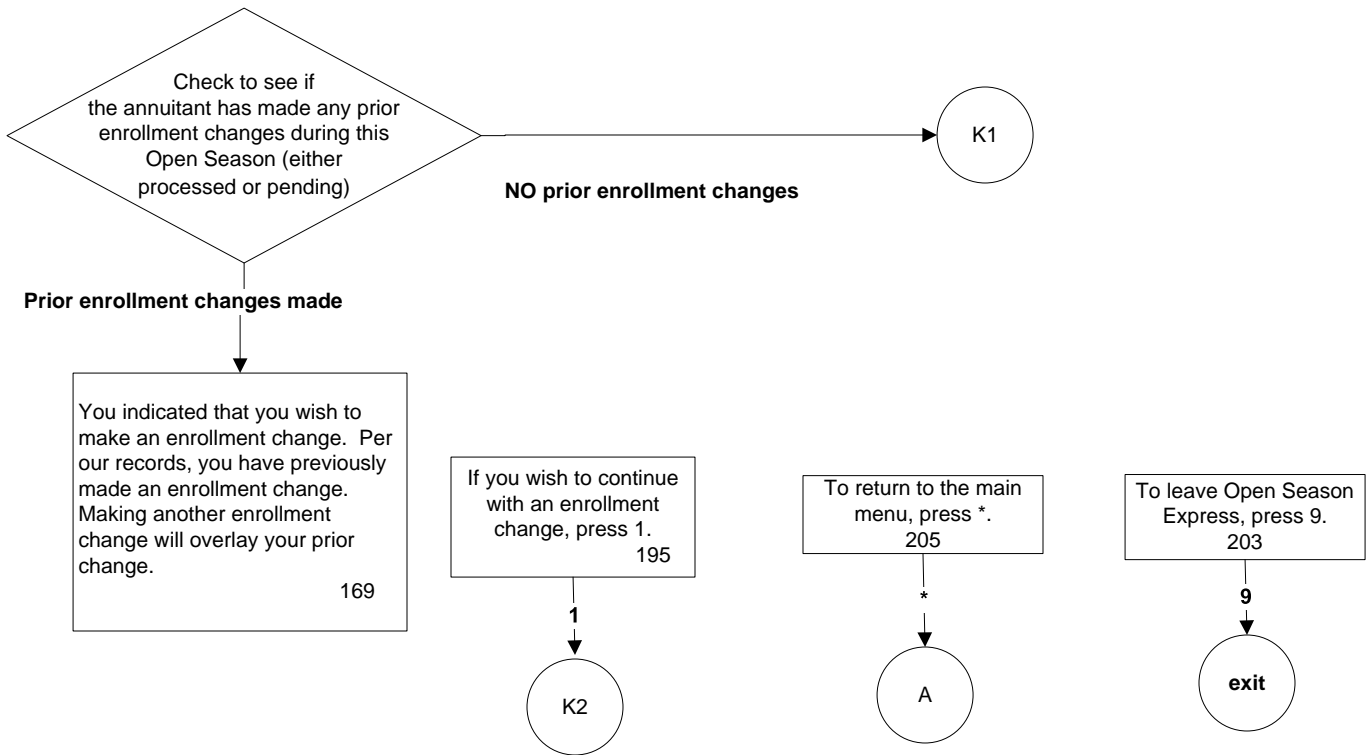 Check to see if
the annuitant has made any prior
enrollment changes during this
Open Season (either
processed or pending)
K1
NO prior enrollment changes
Prior enrollment changes made
You indicated that you wish to
make an enrollment change.  Per
our records, you have previously
made an enrollment change.
Making another enrollment
change will overlay your prior
change.
169
If you wish to continue
with an enrollment
change, press 1.
195
1
K2
To return to the main
menu, press *.
205
*
A
To leave Open Season
Express, press 9.
203
9
exit